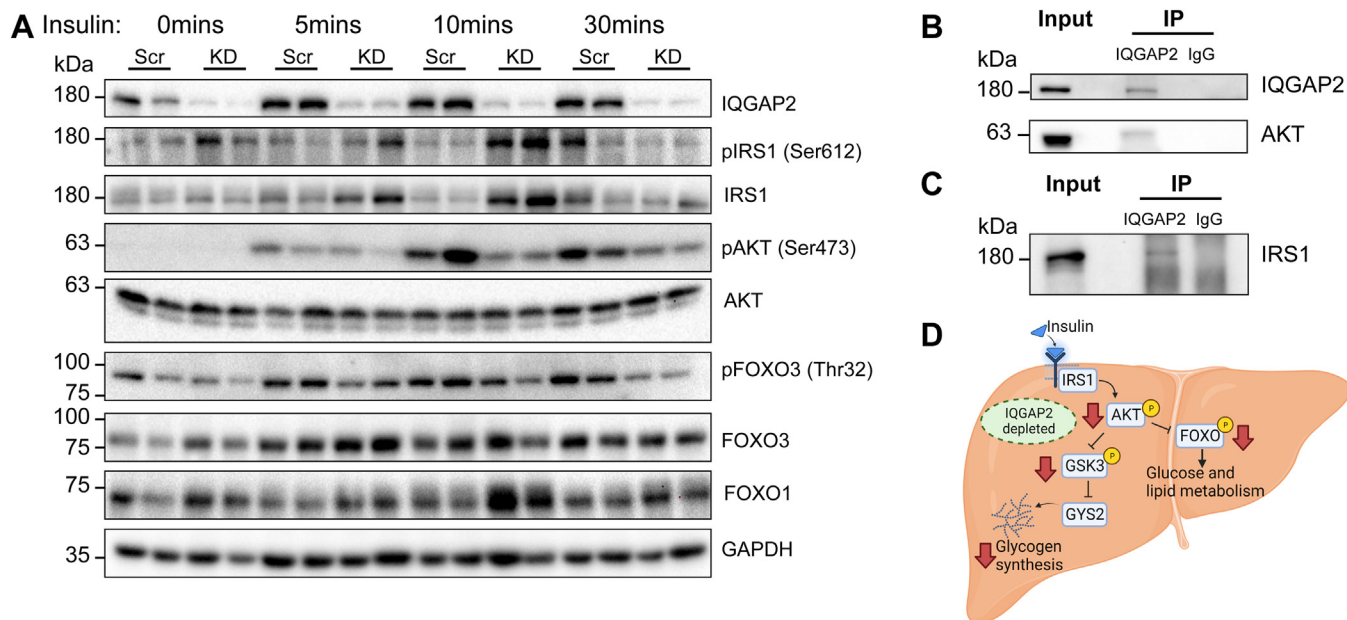 A
Insulin: 0mins 5mins 10mins 30mins
kDa Scr KD Scr KD Scr KD Scr KD
180 IQGAP2
180 pIRS1 (Ser612)
180 IRS1
63 pAKT (Ser473)
63 AKT
100
75 pFOXO3 (Thr32)
100
75 FOXO3
75 FOXO1
35 GAPDH
B
Input IP
kDa IQGAP2 IgG
180 IQGAP2
63 AKT
C
Input IP
kDa IQGAP2 IgG
180 IRS1
D
Insulin
IRS1
IQGAP2
depleted
AKT P
FOXO P
GSK3 P
Glucose and
lipid metabolism
GYS2
Glycogen
synthesis